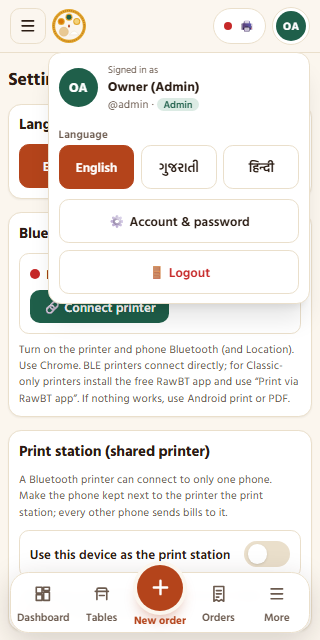 OA
Settin
Signed in as
OA
Owner (Admin)
@admin · Admin
Lang
Language
English
ગુજરાતી
हिन्दी
Account & password
Blue
Logout
Connect printer
Turn on the printer and phone Bluetooth (and Location).
Use Chrome. BLE printers connect directly; for Classic-
only printers install the free RawBT app and use “Print via
RawBT app”. If nothing works, use Android print or PDF.
Print station (shared printer)
A Bluetooth printer can connect to only one phone.
Make the phone kept next to the printer the print
station; every other phone sends bills to it.
Use this device as the print station
Dashboard
Tables
New order
Orders
More